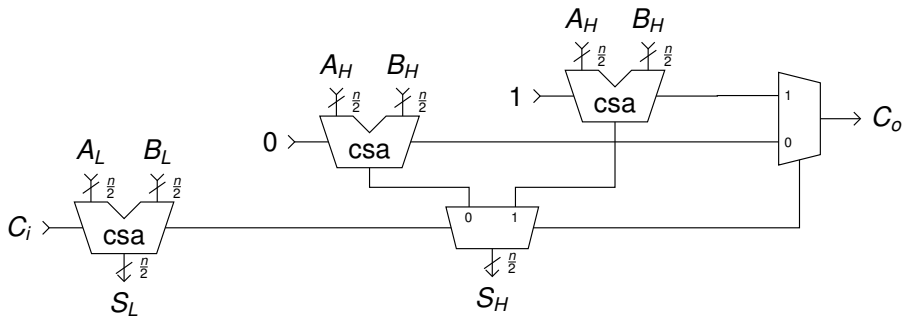 A_H B_H
n/2 n/2
A_H B_H
n/2 n/2
1 csa 1
C_o
0 csa 0
A_L B_L
n/2 n/2
0 1
C_i csa
n/2 n/2
S_L S_H